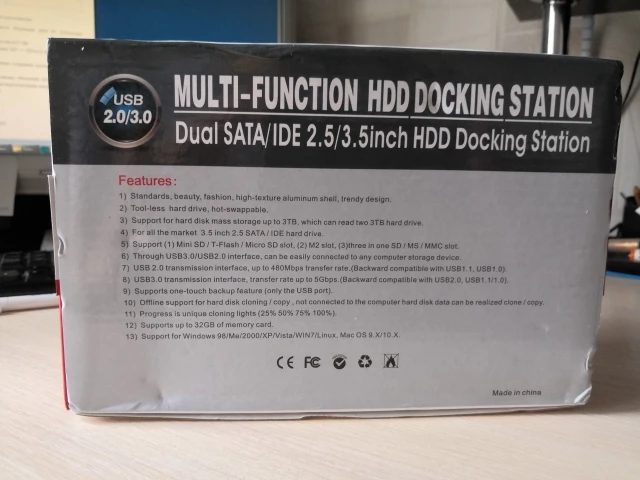 USB
2.0/3.0
MULTI-FUNCTION HDD DOCKING STATION
Dual SATA/IDE 2.5/3.5inch HDD Docking Station
Features:
1) Standards, beauty, fashion, high-texture aluminum shell, trendy design.
2) Tool-less hard drive, hot-swappable.
3) Support for hard disk mass storage up to 3TB, which can read two 3TB hard drive.
4) For all the market 3.5 inch 2.5 SATA / IDE hard drive.
5) Support (1) Mini SD / T-Flash / Micro SD slot, (2) M2 slot, (3)three in one SD / MS / MMC slot.
6) Through USB3.0/USB2.0 interface, can be easily connected to any computer storage device.
7) USB 2.0 transmission interface, up to 480Mbps transfer rate.(Backward compatible with USB1.1, USB1.0).
8) USB3.0 transmission interface, transfer rate up to 5Gbps.(Backward compatible with USB2.0, USB1.1/1.0).
9) Supports one-touch backup feature (only the USB port).
10) Offline support for hard disk cloning / copy , not connected to the computer hard disk data can be realized clone / copy.
11) Progress is unique cloning lights (25% 50% 75% 100%).
12) Supports up to 32GB of memory card.
13) Support for Windows 98/Me/2000/XP/Vista/WIN7/Linux, Mac OS 9.X/10.X.
CE FC
Made in china